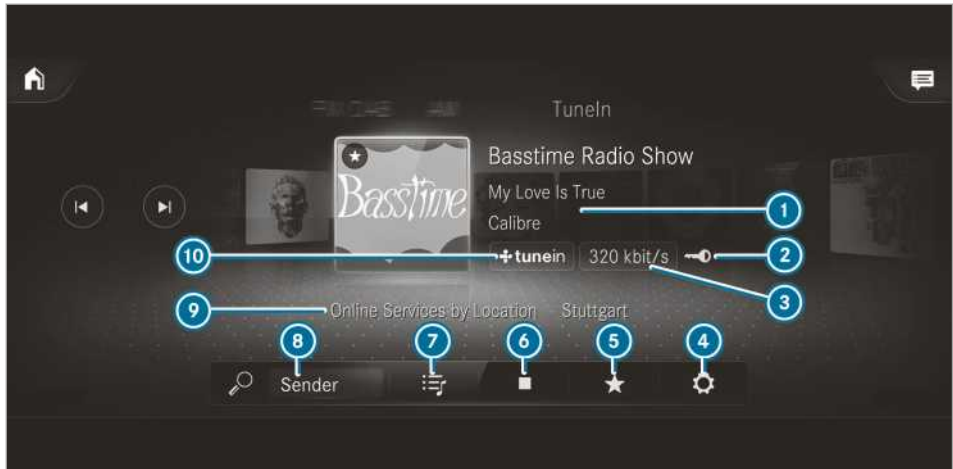 TuneIn
Basstime Radio Show
My Love Is True
1
Calibre
Basstime
10
tunein
320 kbit/s
2
3
9
Online Services by Location
Stuttgart
8
7
6
5
4
Sender